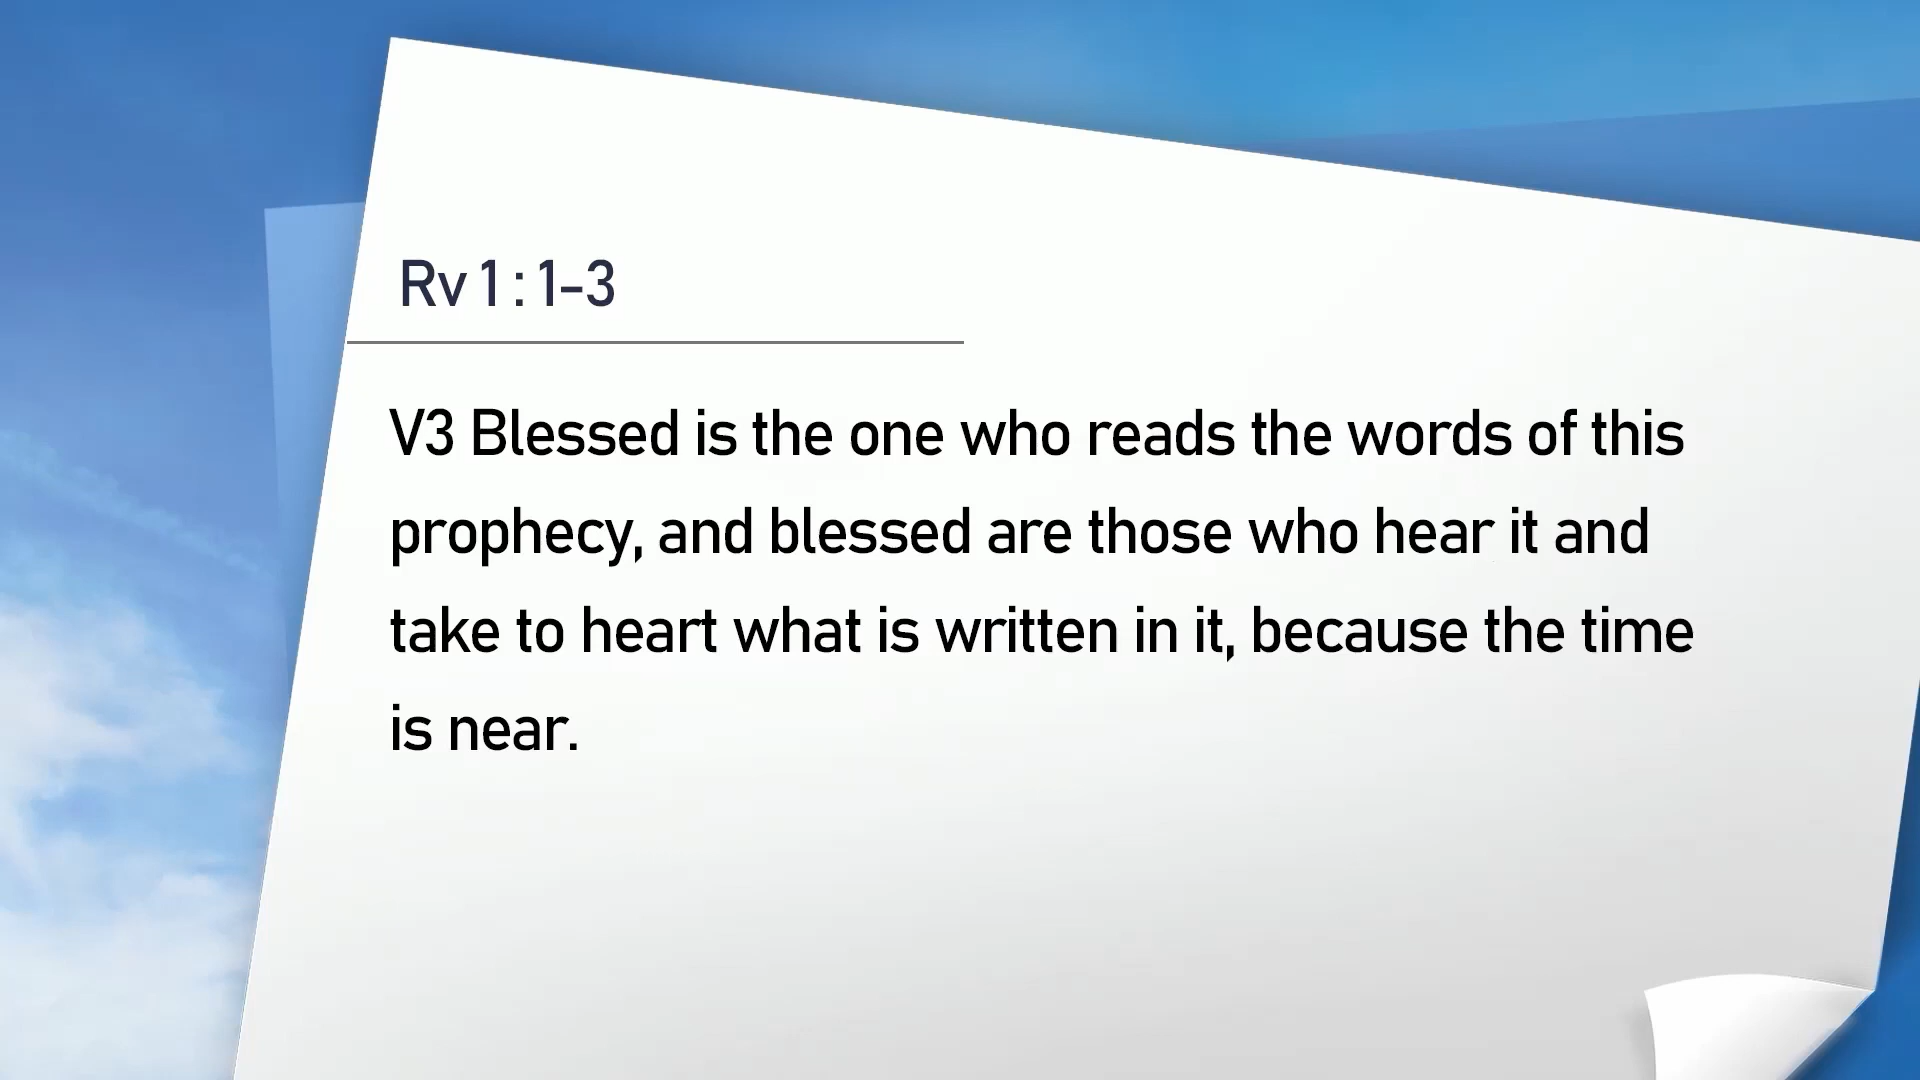 Rv 1 : 1-3
V3 Blessed is the one who reads the words of this
prophecy, and blessed are those who hear it and
take to heart what is written in it, because the time
is near.